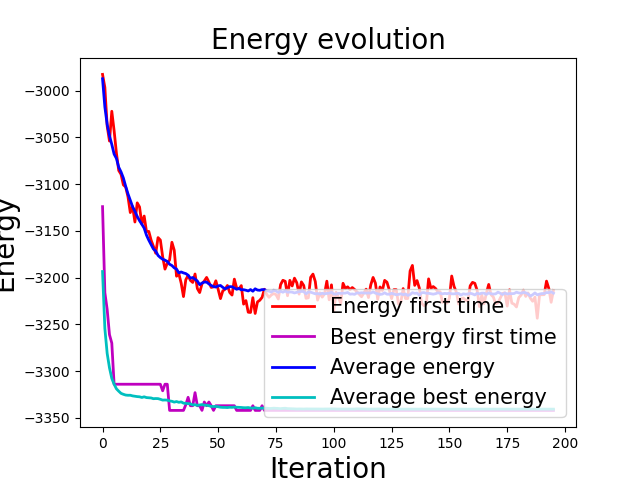 Energy evolution
Energy
−3000
−3050
−3100
−3150
−3200
−3250
−3300
−3350
Energy first time
Best energy first time
Average energy
Average best energy
0 25 50 75 100 125 150 175 200
Iteration